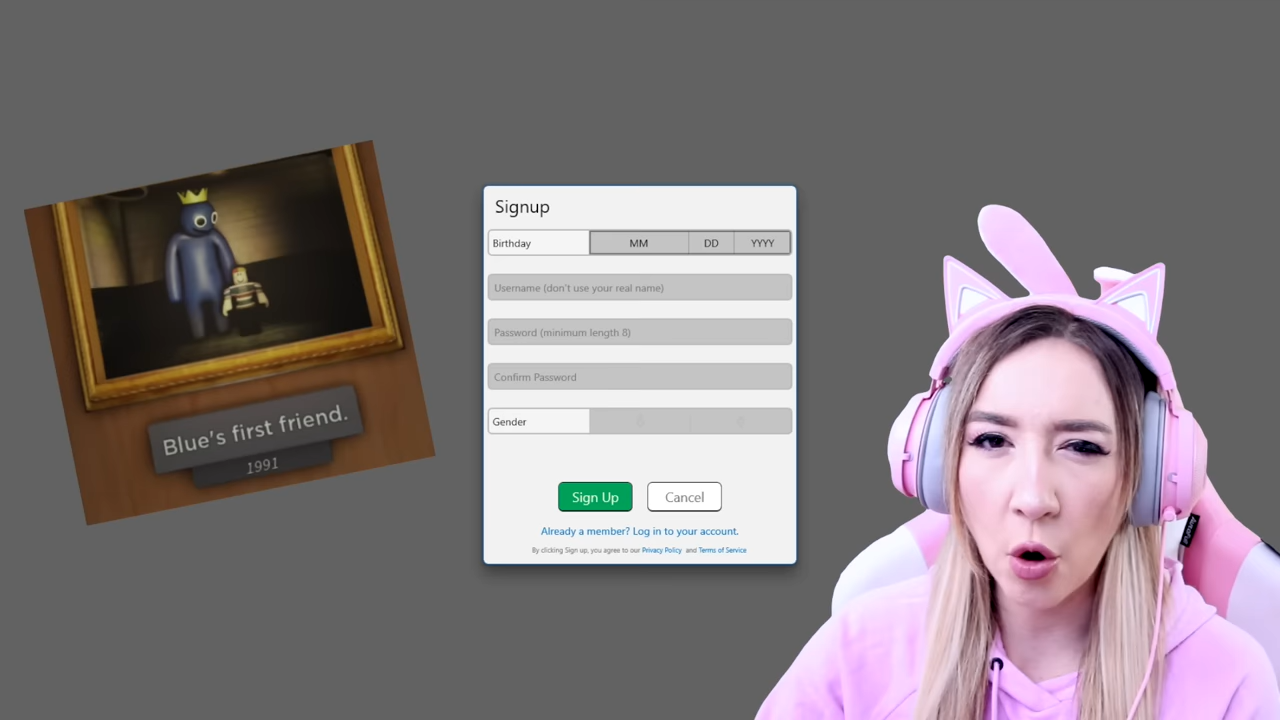 Blue's first friend.
1991
Signup
Birthday MM DD YYYY
Username (don't use your real name)
Password (minimum length 8)
Confirm Password
Gender
Sign Up Cancel
Already a member? Log in to your account.
By clicking Sign up, you agree to our Privacy Policy and Terms of Service